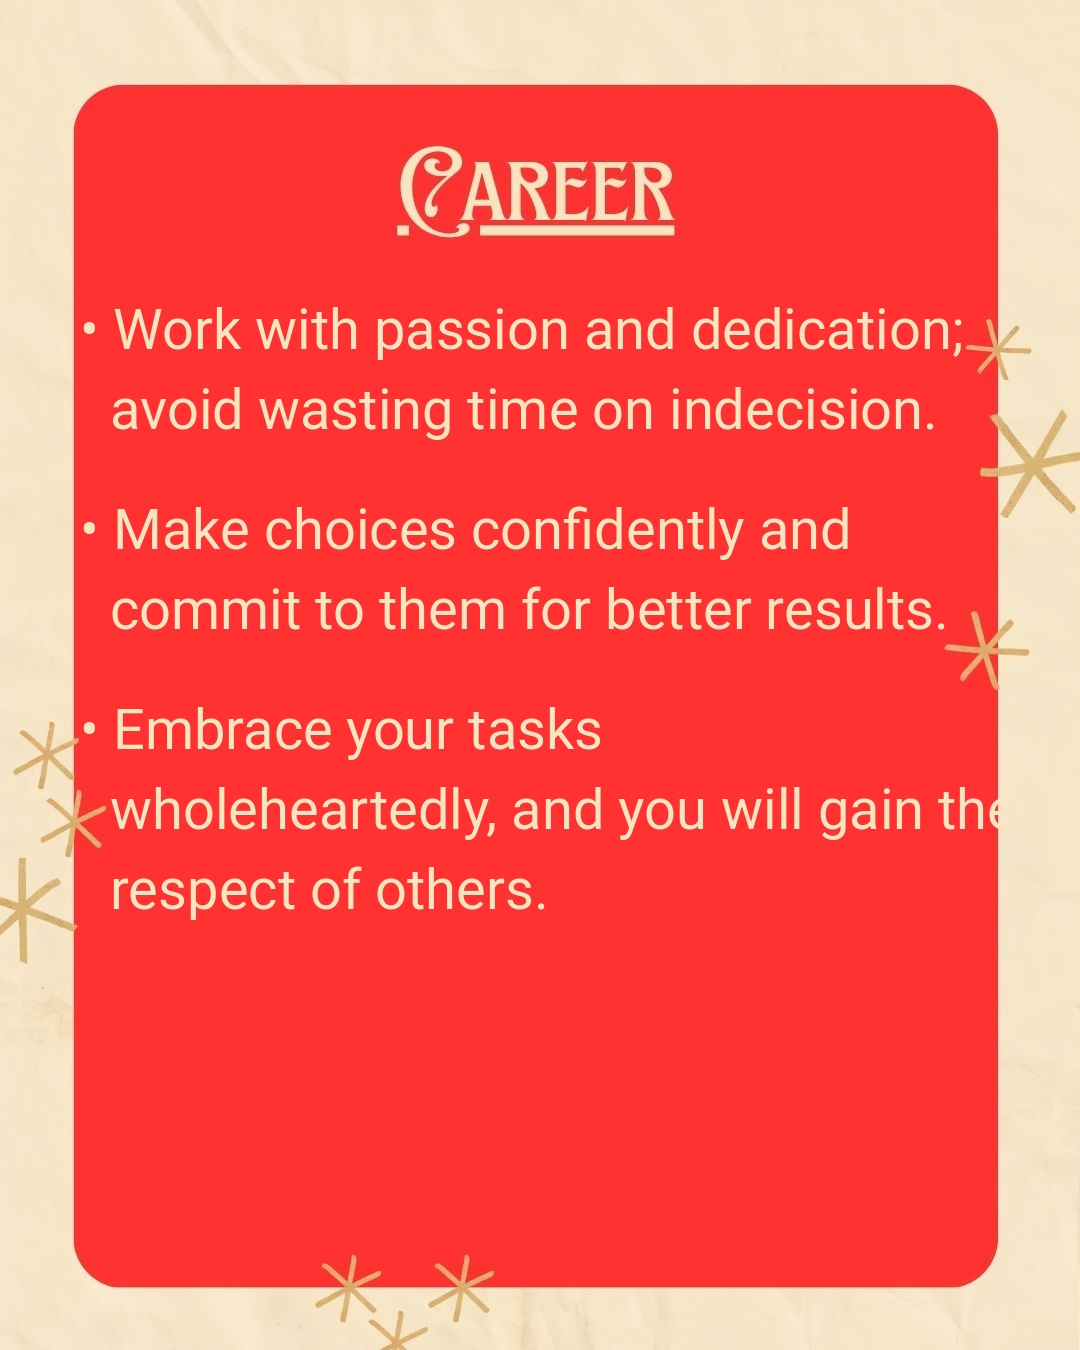 Career
• Work with passion and dedication;
avoid wasting time on indecision.
• Make choices confidently and
commit to them for better results.
• Embrace your tasks
wholeheartedly, and you will gain the
respect of others.